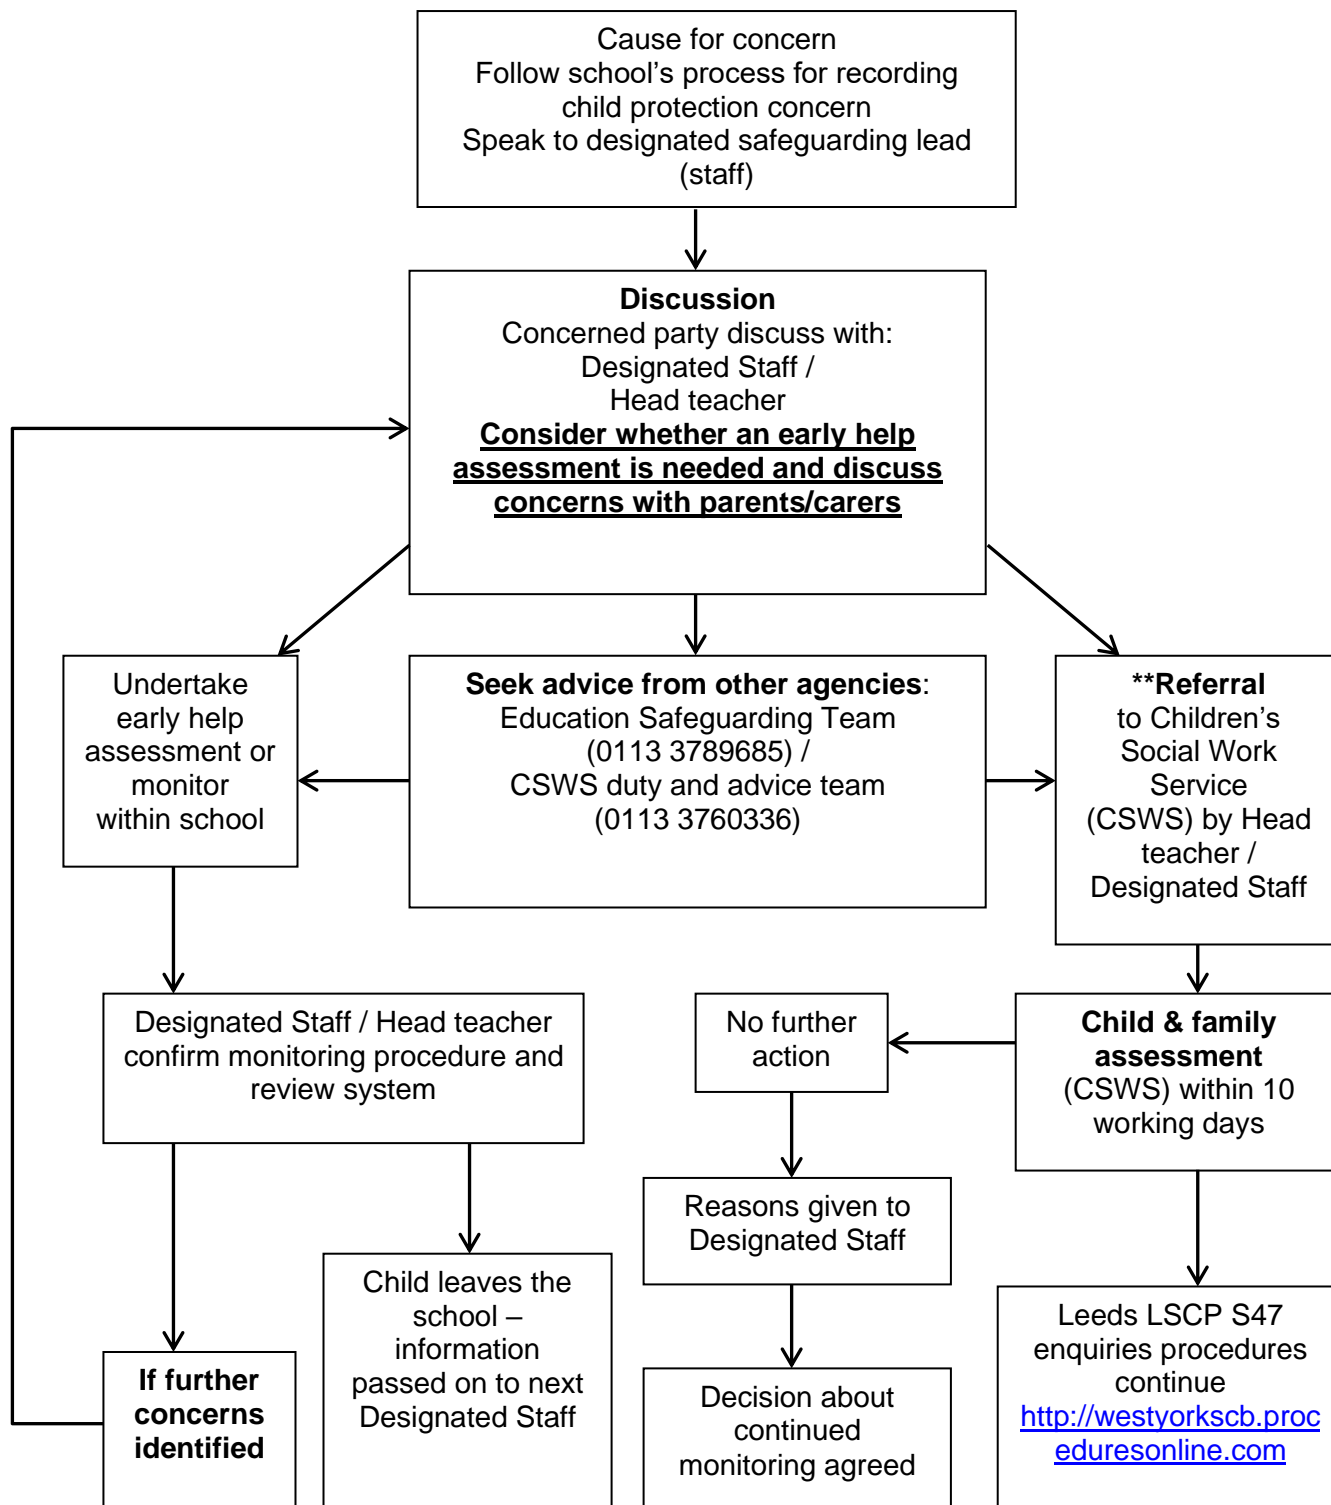 Cause for concern
Follow school’s process for recording
child protection concern
Speak to designated safeguarding lead
(staff)
Discussion
Concerned party discuss with:
Designated Staff /
Head teacher
Consider whether an early help
assessment is needed and discuss
concerns with parents/carers
Undertake
early help
assessment or
monitor
within school
Seek advice from other agencies:
Education Safeguarding Team
(0113 3789685) /
CSWS duty and advice team
(0113 3760336)
**Referral
to Children’s
Social Work
Service
(CSWS) by Head
teacher /
Designated Staff
Designated Staff / Head teacher
confirm monitoring procedure and
review system
No further
action
Child & family
assessment
(CSWS) within 10
working days
Reasons given to
Designated Staff
If further
concerns
identified
Child leaves the
school –
information
passed on to next
Designated Staff
Decision about
continued
monitoring agreed
Leeds LSCP S47
enquiries procedures
continue
http://westyorkscb.proc
eduresonline.com